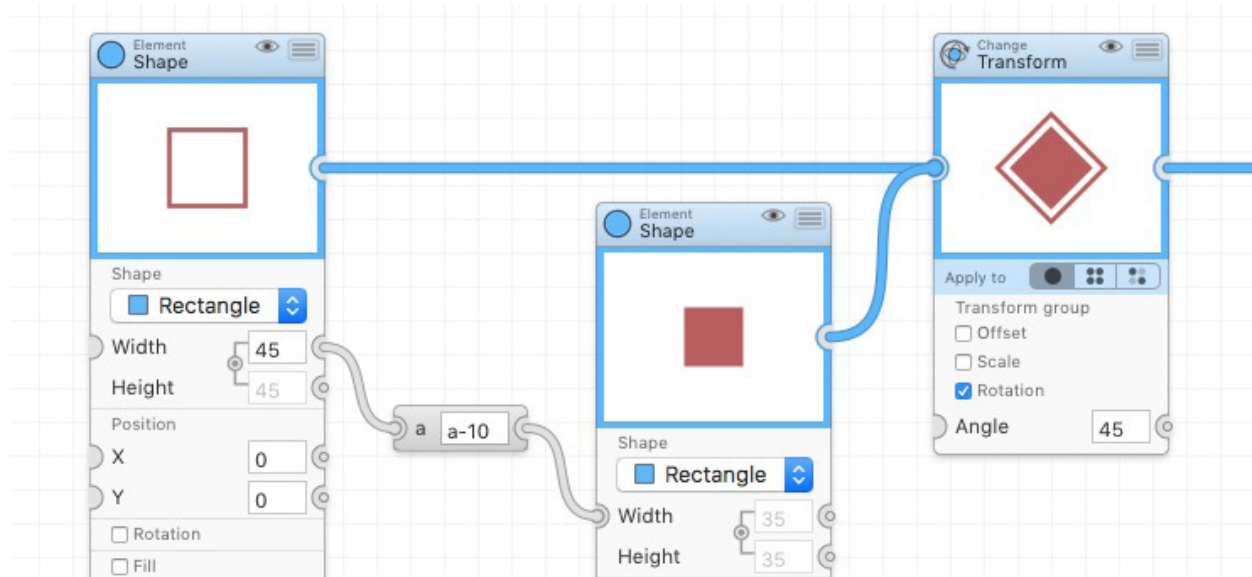 Element
Shape
Shape
Rectangle
Width 45
Height 45
Position
X 0
Y 0
Rotation
Fill
a a-10
Element
Shape
Shape
Rectangle
Width 35
Height 35
Change
Transform
Apply to
Transform group
Offset
Scale
Rotation
Angle 45